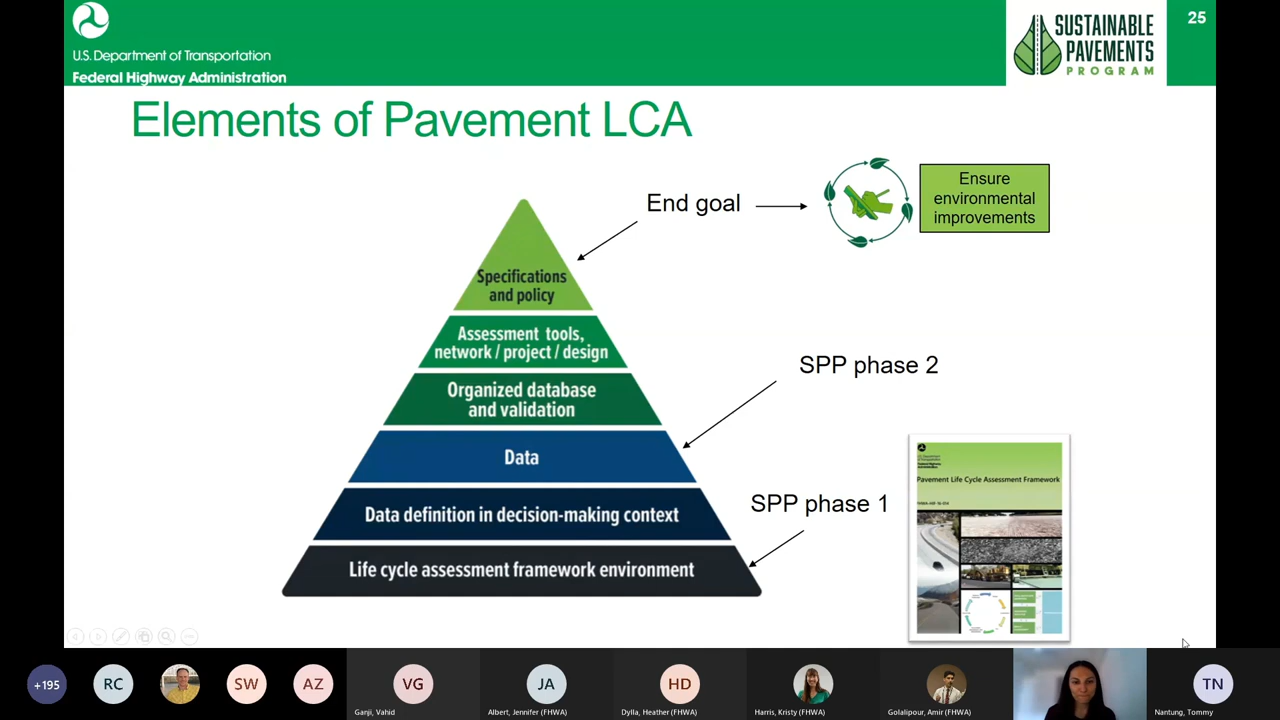 25
U.S. Department of Transportation
Federal Highway Administration
SUSTAINABLE
PAVEMENTS
PROGRAM
Elements of Pavement LCA
End goal
Ensure
environmental
improvements
Specifications
and policy
Assessment tools,
network / project / design
SPP phase 2
Organized database
and validation
Data
SPP phase 1
Data definition in decision-making context
Life cycle assessment framework environment
Pavement Life Cycle Assessment Framework
+195
RC
SW
AZ
VG
JA
HD
TN
Ganji, Vahid
Albert, Jennifer (FHWA)
Dylla, Heather (FHWA)
Harris, Kristy (FHWA)
Golalipour, Amir (FHWA)
Nantung, Tommy